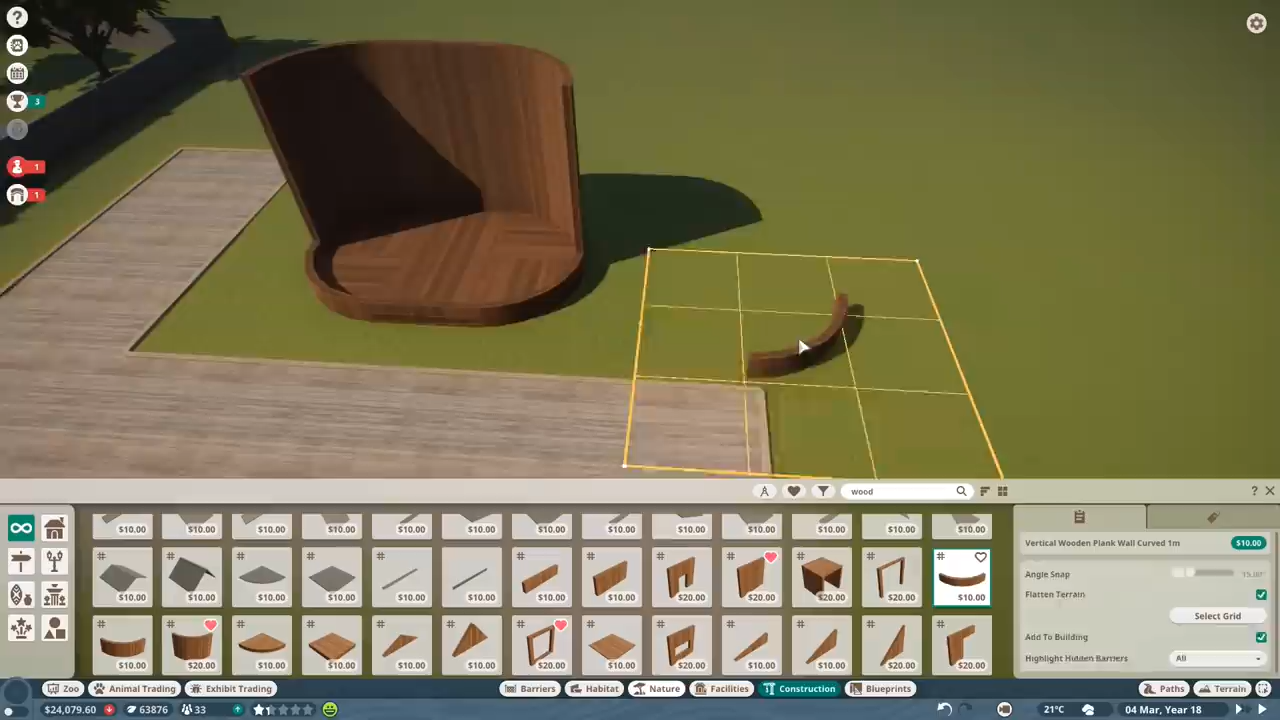 ?
3
1
1
wood
? ×
$10.00 $10.00 $10.00 $10.00 $10.00 $10.00 $10.00 $10.00 $10.00 $10.00 $10.00 $10.00 $10.00
Vertical Wooden Plank Wall Curved 1m $10.00
# # # # # # # # # # # # #
Angle Snap
Flatten Terrain
$10.00 $10.00 $10.00 $10.00 $10.00 $10.00 $10.00 $10.00 $20.00 $20.00 $20.00 $20.00 $10.00
Select Grid
# # # # # # # # # # # # #
Add To Building
Highlight Hidden Barriers All
$10.00 $20.00 $10.00 $10.00 $10.00 $10.00 $20.00 $10.00 $10.00 $10.00 $10.00 $20.00 $20.00
Zoo Animal Trading Exhibit Trading Barriers Habitat Nature Facilities Construction Blueprints Paths Terrain
$24,079.60 63876 33 21°C 04 Mar, Year 18